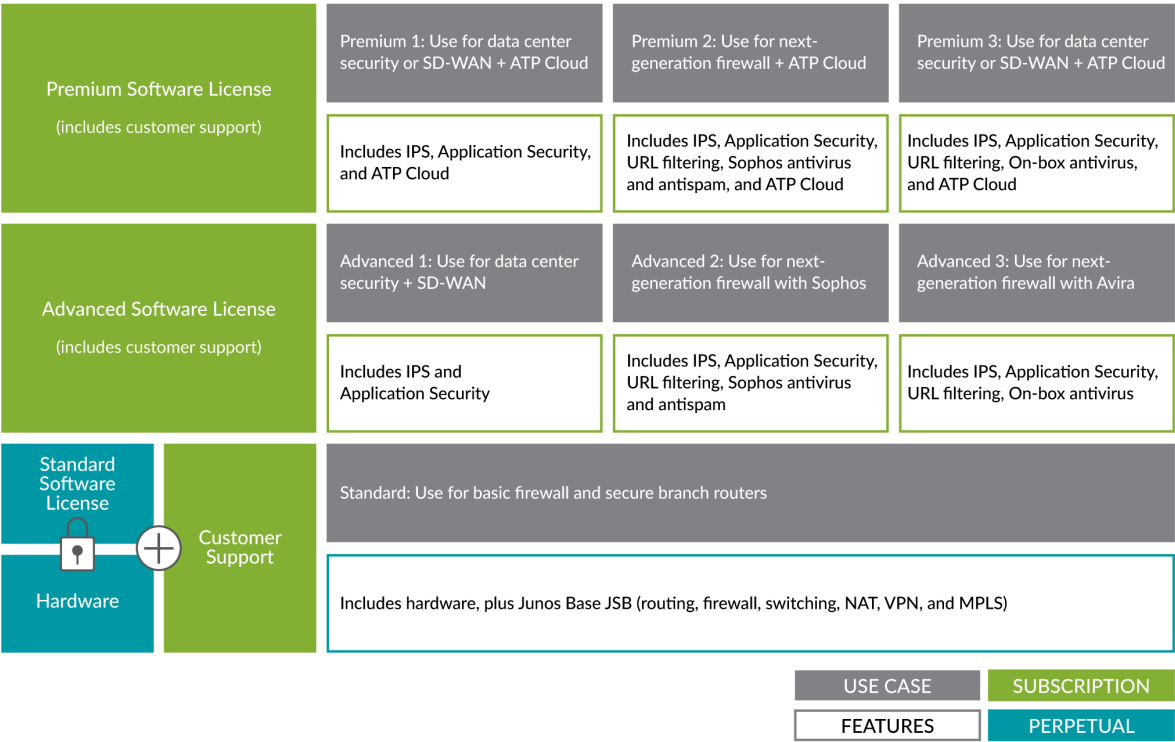 Premium Software License
(includes customer support)
Premium 1: Use for data center
security or SD-WAN + ATP Cloud
Premium 2: Use for next-
generation firewall + ATP Cloud
Premium 3: Use for data center
security or SD-WAN + ATP Cloud
Includes IPS, Application Security,
and ATP Cloud
Includes IPS, Application Security,
URL filtering, Sophos antivirus
and antispam, and ATP Cloud
Includes IPS, Application Security,
URL filtering, On-box antivirus,
and ATP Cloud
Advanced Software License
(includes customer support)
Advanced 1: Use for data center
security + SD-WAN
Advanced 2: Use for next-
generation firewall with Sophos
Advanced 3: Use for next-
generation firewall with Avira
Includes IPS and
Application Security
Includes IPS, Application Security,
URL filtering, Sophos antivirus
and antispam
Includes IPS, Application Security,
URL filtering, On-box antivirus
Standard
Software
License
Hardware
Customer
Support
Standard: Use for basic firewall and secure branch routers
Includes hardware, plus Junos Base JSB (routing, firewall, switching, NAT, VPN, and MPLS)
USE CASE
SUBSCRIPTION
FEATURES
PERPETUAL